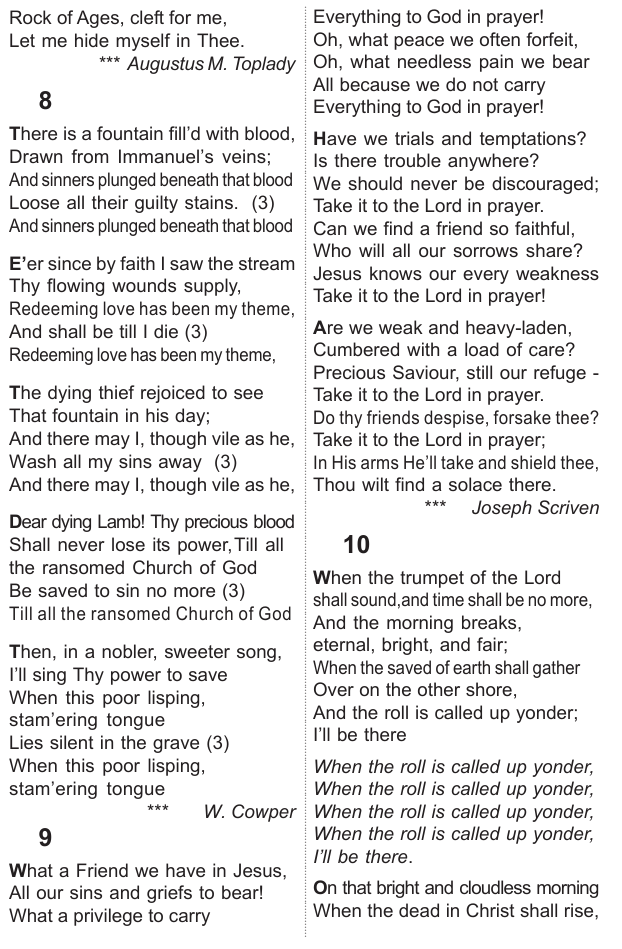 Rock of Ages, cleft for me,
Let me hide myself in Thee.
*** Augustus M. Toplady
8
There is a fountain fill'd with blood,
Drawn from Immanuel's veins;
And sinners plunged beneath that blood
Loose all their guilty stains. (3)
And sinners plunged beneath that blood
E'er since by faith I saw the stream
Thy flowing wounds supply,
Redeeming love has been my theme,
And shall be till I die (3)
Redeeming love has been my theme,
The dying thief rejoiced to see
That fountain in his day;
And there may I, though vile as he,
Wash all my sins away (3)
And there may I, though vile as he,
Dear dying Lamb! Thy precious blood
Shall never lose its power,Till all
the ransomed Church of God
Be saved to sin no more (3)
Till all the ransomed Church of God
Then, in a nobler, sweeter song,
I'll sing Thy power to save
When this poor lisping,
stam'ering tongue
Lies silent in the grave (3)
When this poor lisping,
stam'ering tongue
*** W. Cowper
9
What a Friend we have in Jesus,
All our sins and griefs to bear!
What a privilege to carry
Everything to God in prayer!
Oh, what peace we often forfeit,
Oh, what needless pain we bear
All because we do not carry
Everything to God in prayer!
Have we trials and temptations?
Is there trouble anywhere?
We should never be discouraged;
Take it to the Lord in prayer.
Can we find a friend so faithful,
Who will all our sorrows share?
Jesus knows our every weakness
Take it to the Lord in prayer!
Are we weak and heavy-laden,
Cumbered with a load of care?
Precious Saviour, still our refuge -
Take it to the Lord in prayer.
Do thy friends despise, forsake thee?
Take it to the Lord in prayer;
In His arms He'll take and shield thee,
Thou wilt find a solace there.
*** Joseph Scriven
10
When the trumpet of the Lord
shall sound,and time shall be no more,
And the morning breaks,
eternal, bright, and fair;
When the saved of earth shall gather
Over on the other shore,
And the roll is called up yonder;
I'll be there
When the roll is called up yonder,
When the roll is called up yonder,
When the roll is called up yonder,
When the roll is called up yonder,
I'll be there.
On that bright and cloudless morning
When the dead in Christ shall rise,